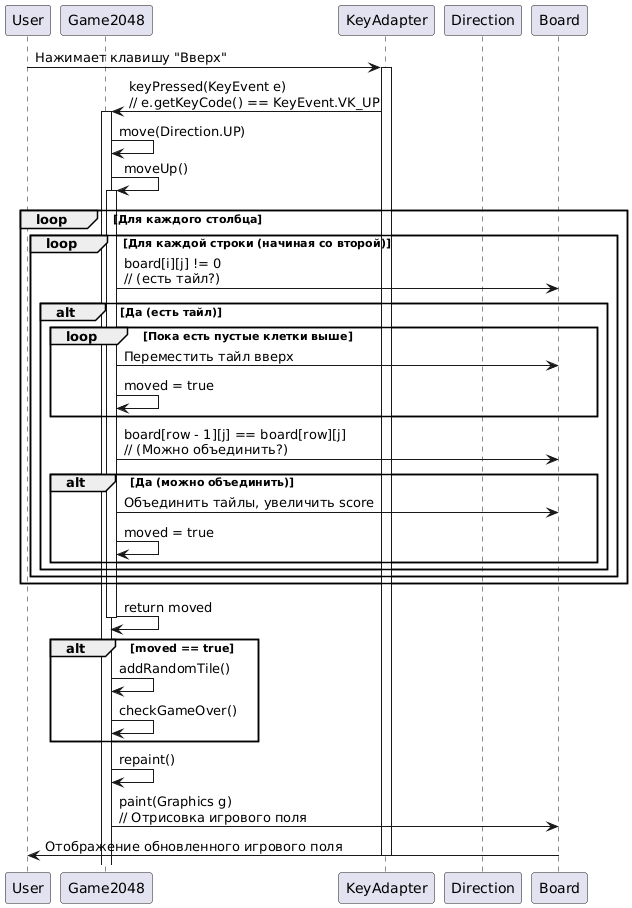 User Game2048 KeyAdapter Direction Board
Нажимает клавишу "Вверх"
keyPressed(KeyEvent e)
// e.getKeyCode() == KeyEvent.VK_UP
move(Direction.UP)
moveUp()
loop [Для каждого столбца]
loop [Для каждой строки (начиная со второй)]
board[i][j] != 0
// (есть тайл?)
alt [Да (есть тайл)]
loop [Пока есть пустые клетки выше]
Переместить тайл вверх
moved = true
board[row - 1][j] == board[row][j]
// (Можно объединить?)
alt [Да (можно объединить)]
Объединить тайлы, увеличить score
moved = true
return moved
alt [moved == true]
addRandomTile()
checkGameOver()
repaint()
paint(Graphics g)
// Отрисовка игрового поля
Отображение обновленного игрового поля
User Game2048 KeyAdapter Direction Board